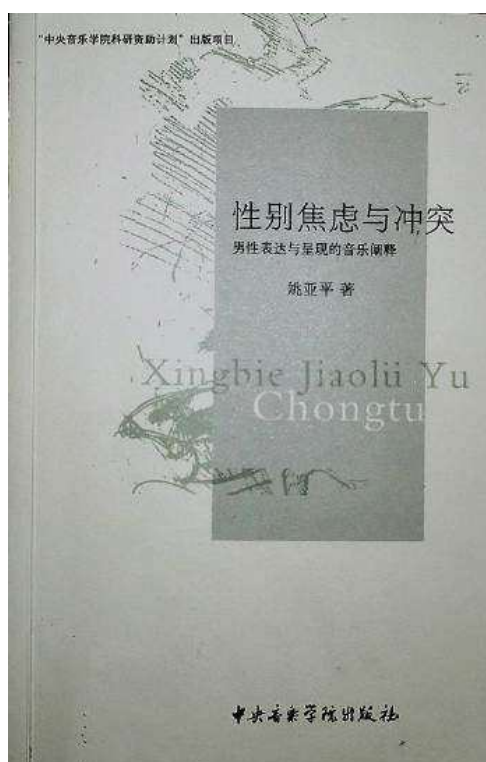 “中央音乐学院科研资助计划”出版项目
性别焦虑与冲突
男性表达与呈现的音乐阐释
姚亚平 著
Xingbie Jiaolü Yu
Chongtu
中央音乐学院出版社